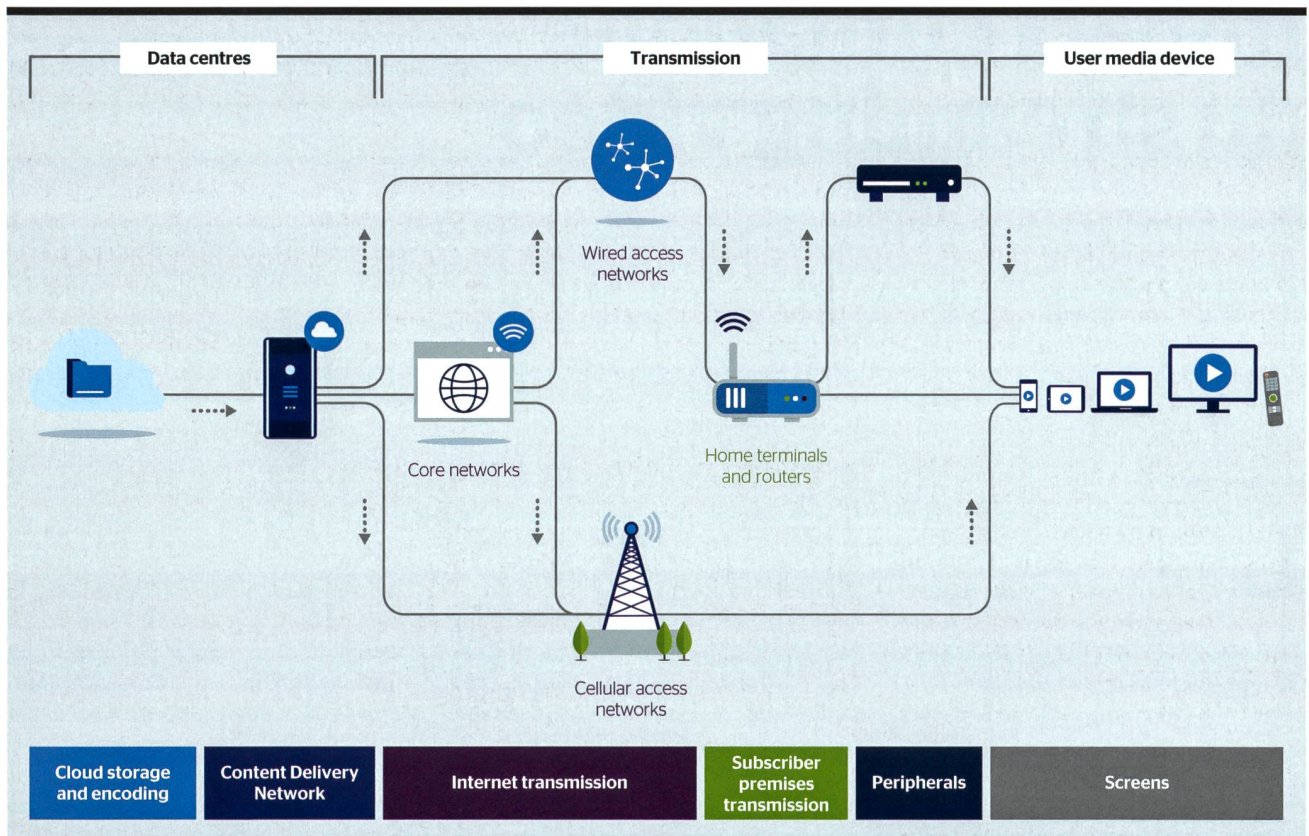 Data centres
Transmission
User media device
Wired access
networks
Core networks
Home terminals
and routers
Cellular access
networks
Cloud storage
and encoding
Content Delivery
Network
Internet transmission
Subscriber
premises
transmission
Peripherals
Screens